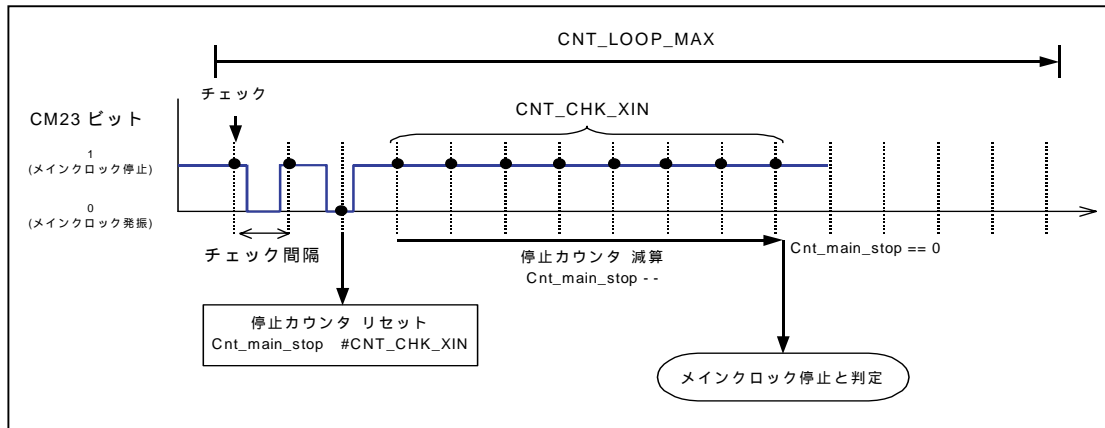 CNT_LOOP_MAX
チェック
CNT_CHK_XIN
CM23 ビット
1
(メインクロック停止)
0
(メインクロック発振)
チェック間隔
停止カウンタ 減算
Cnt_main_stop - -
Cnt_main_stop == 0
停止カウンタ リセット
Cnt_main_stop #CNT_CHK_XIN
メインクロック停止と判定